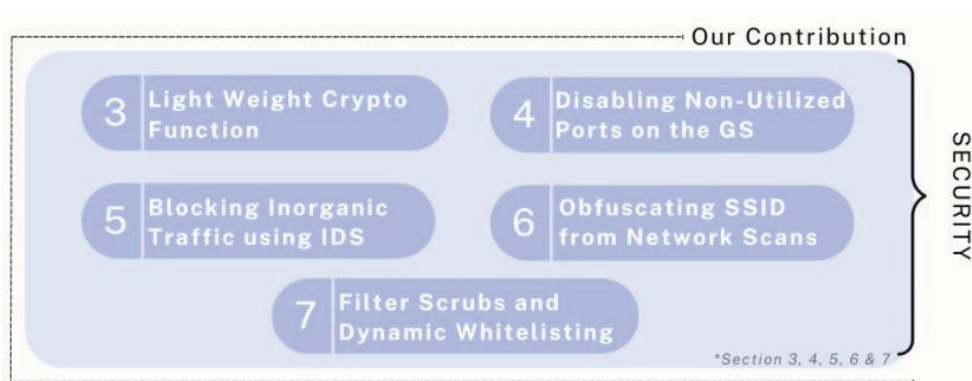 Our Contribution
3
Light Weight Crypto
Function
4
Disabling Non-Utilized
Ports on the GS
5
Blocking Inorganic
Traffic using IDS
6
Obfuscating SSID
from Network Scans
7
Filter Scrubs and
Dynamic Whitelisting
*Section 3, 4, 5, 6 & 7
SECURITY